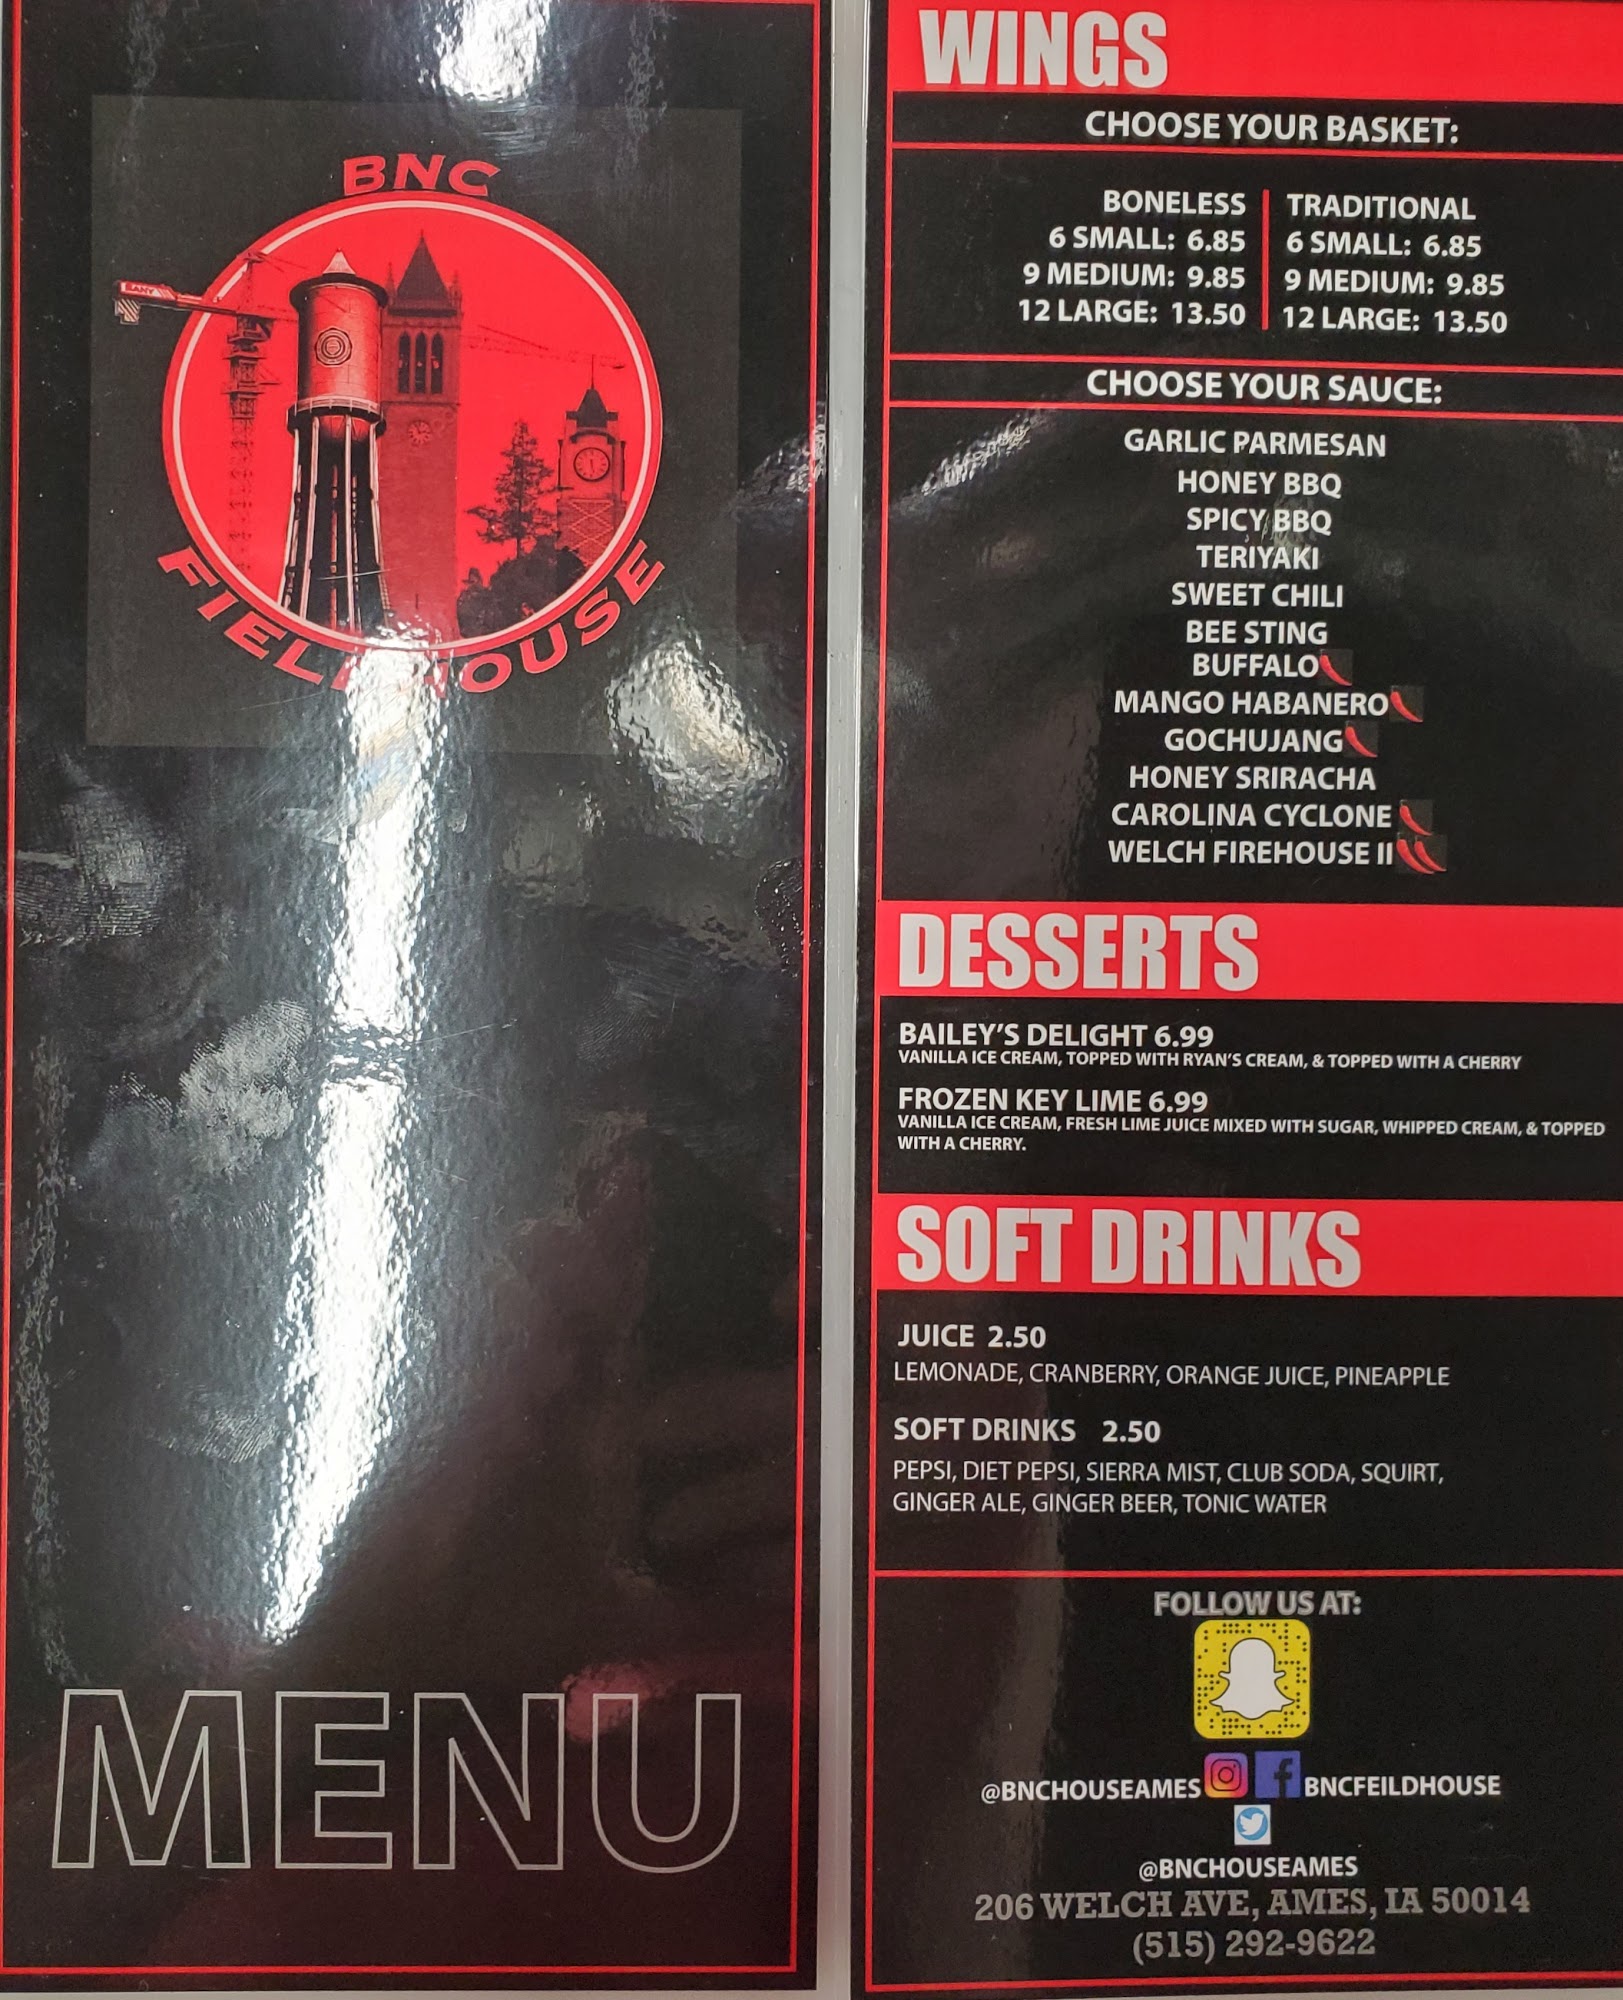 BNC
FIELDHOUSE
MENU
WINGS
CHOOSE YOUR BASKET:
BONELESS
6 SMALL: 6.85
9 MEDIUM: 9.85
12 LARGE: 13.50
TRADITIONAL
6 SMALL: 6.85
9 MEDIUM: 9.85
12 LARGE: 13.50
CHOOSE YOUR SAUCE:
GARLIC PARMESAN
HONEY BBQ
SPICY BBQ
TERIYAKI
SWEET CHILI
BEE STING
BUFFALO
MANGO HABANERO
GOCHUJANG
HONEY SRIRACHA
CAROLINA CYCLONE
WELCH FIREHOUSE II
DESSERTS
BAILEY'S DELIGHT 6.99
VANILLA ICE CREAM, TOPPED WITH RYAN'S CREAM, & TOPPED WITH A CHERRY
FROZEN KEY LIME 6.99
VANILLA ICE CREAM, FRESH LIME JUICE MIXED WITH SUGAR, WHIPPED CREAM, & TOPPED
WITH A CHERRY.
SOFT DRINKS
JUICE 2.50
LEMONADE, CRANBERRY, ORANGE JUICE, PINEAPPLE
SOFT DRINKS 2.50
PEPSI, DIET PEPSI, SIERRA MIST, CLUB SODA, SQUIRT,
GINGER ALE, GINGER BEER, TONIC WATER
FOLLOW US AT:
@BNCHOUSEAMES BNCFEILDHOUSE
@BNCHOUSEAMES
206 WELCH AVE, AMES, IA 50014
(515) 292-9622